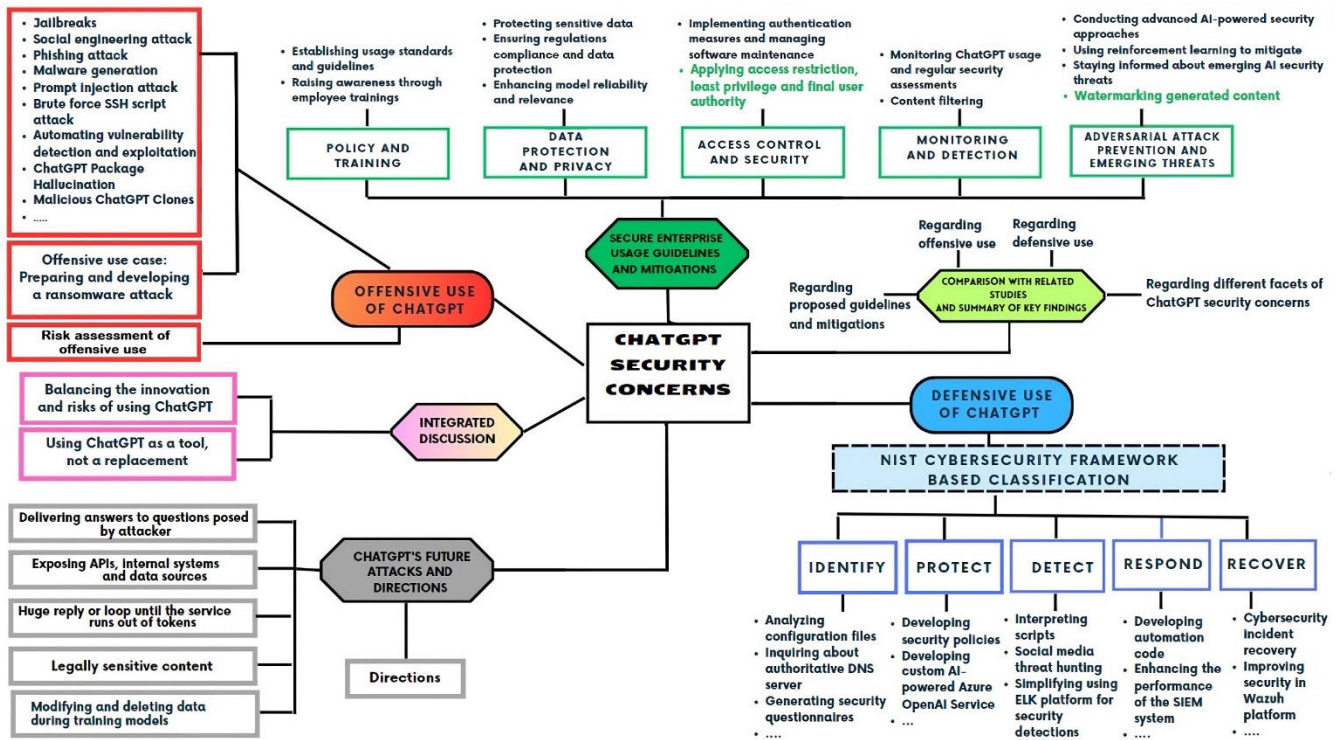 • Jailbreaks
• Social engineering attack
• Phishing attack
• Malware generation
• Prompt injection attack
• Brute force SSH script
attack
• Automating vulnerability
detection and exploitation
• ChatGPT Package
Hallucination
• Malicious ChatGPT Clones
• .....
Offensive use case:
Preparing and developing
a ransomware attack
Risk assessment of
offensive use
OFFENSIVE USE
OF CHATGPT
• Establishing usage standards
and guidelines
• Raising awareness through
employee trainings
POLICY AND
TRAINING
• Protecting sensitive data
• Ensuring regulations
compliance and data
protection
• Enhancing model reliability
and relevance
DATA
PROTECTION
AND PRIVACY
• Implementing authentication
measures and managing
software maintenance
• Applying access restriction,
least privilege and final user
authority
ACCESS CONTROL
AND SECURITY
• Monitoring ChatGPT usage
and regular security
assessments
• Content filtering
MONITORING
AND DETECTION
• Conducting advanced AI-powered security
approaches
• Using reinforcement learning to mitigate
• Staying informed about emerging AI security
threats
• Watermarking generated content
ADVERSARIAL ATTACK
PREVENTION AND
EMERGING THREATS
SECURE ENTERPRISE
USAGE GUIDELINES
AND MITIGATIONS
Regarding
offensive use
Regarding
defensive use
Regarding
proposed guidelines
and mitigations
COMPARISON WITH RELATED
STUDIES
AND SUMMARY OF KEY FINDINGS
Regarding different facets of
ChatGPT security concerns
CHATGPT
SECURITY
CONCERNS
Balancing the innovation
and risks of using ChatGPT
Using ChatGPT as a tool,
not a replacement
INTEGRATED
DISCUSSION
DEFENSIVE USE
OF CHATGPT
NIST CYBERSECURITY FRAMEWORK
BASED CLASSIFICATION
IDENTIFY
• Analyzing
configuration files
• Inquiring about
authoritative DNS
server
• Generating security
questionnaires
• ....
PROTECT
• Developing
security policies
• Developing
custom AI-
powered Azure
OpenAI Service
• ...
DETECT
• Interpreting
scripts
• Social media
threat hunting
• Simplifying using
ELK platform for
security
detections
RESPOND
• Developing
automation
code
• Enhancing the
performance
of the SIEM
system
• ....
RECOVER
• Cybersecurity
incident
recovery
• Improving
security in
Wazuh
platform
• ....
Delivering answers to questions posed
by attacker
Exposing APIs, internal systems
and data sources
Huge reply or loop until the service
runs out of tokens
Legally sensitive content
Modifying and deleting data
during training models
CHATGPT'S FUTURE
ATTACKS AND
DIRECTIONS
Directions